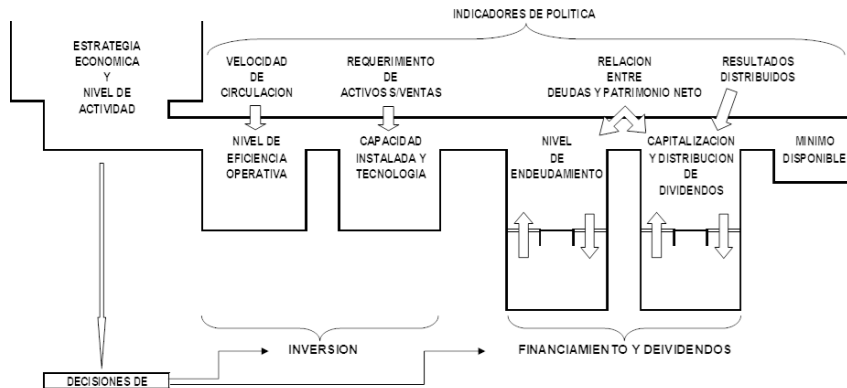 INDICADORES DE POLITICA
ESTRATEGIA
ECONOMICA
Y
NIVEL DE
ACTIVIDAD
VELOCIDAD
DE
CIRCULACION
REQUERIMIENTO
DE
ACTIVOS S/VENTAS
RELACION
ENTRE
DEUDAS Y PATRIMONIO NETO
RESULTADOS
DISTRIBUIDOS
NIVEL DE
EFICIENCIA
OPERATIVA
CAPACIDAD
INSTALADA Y
TECNOLOGIA
NIVEL
DE
ENDEUDAMIENTO
CAPITALIZACION
Y DISTRIBUCION
DE
DIVIDENDOS
MINIMO
DISPONIBLE
INVERSION
FINANCIAMIENTO Y DEIVIDENDOS
DECISIONES DE